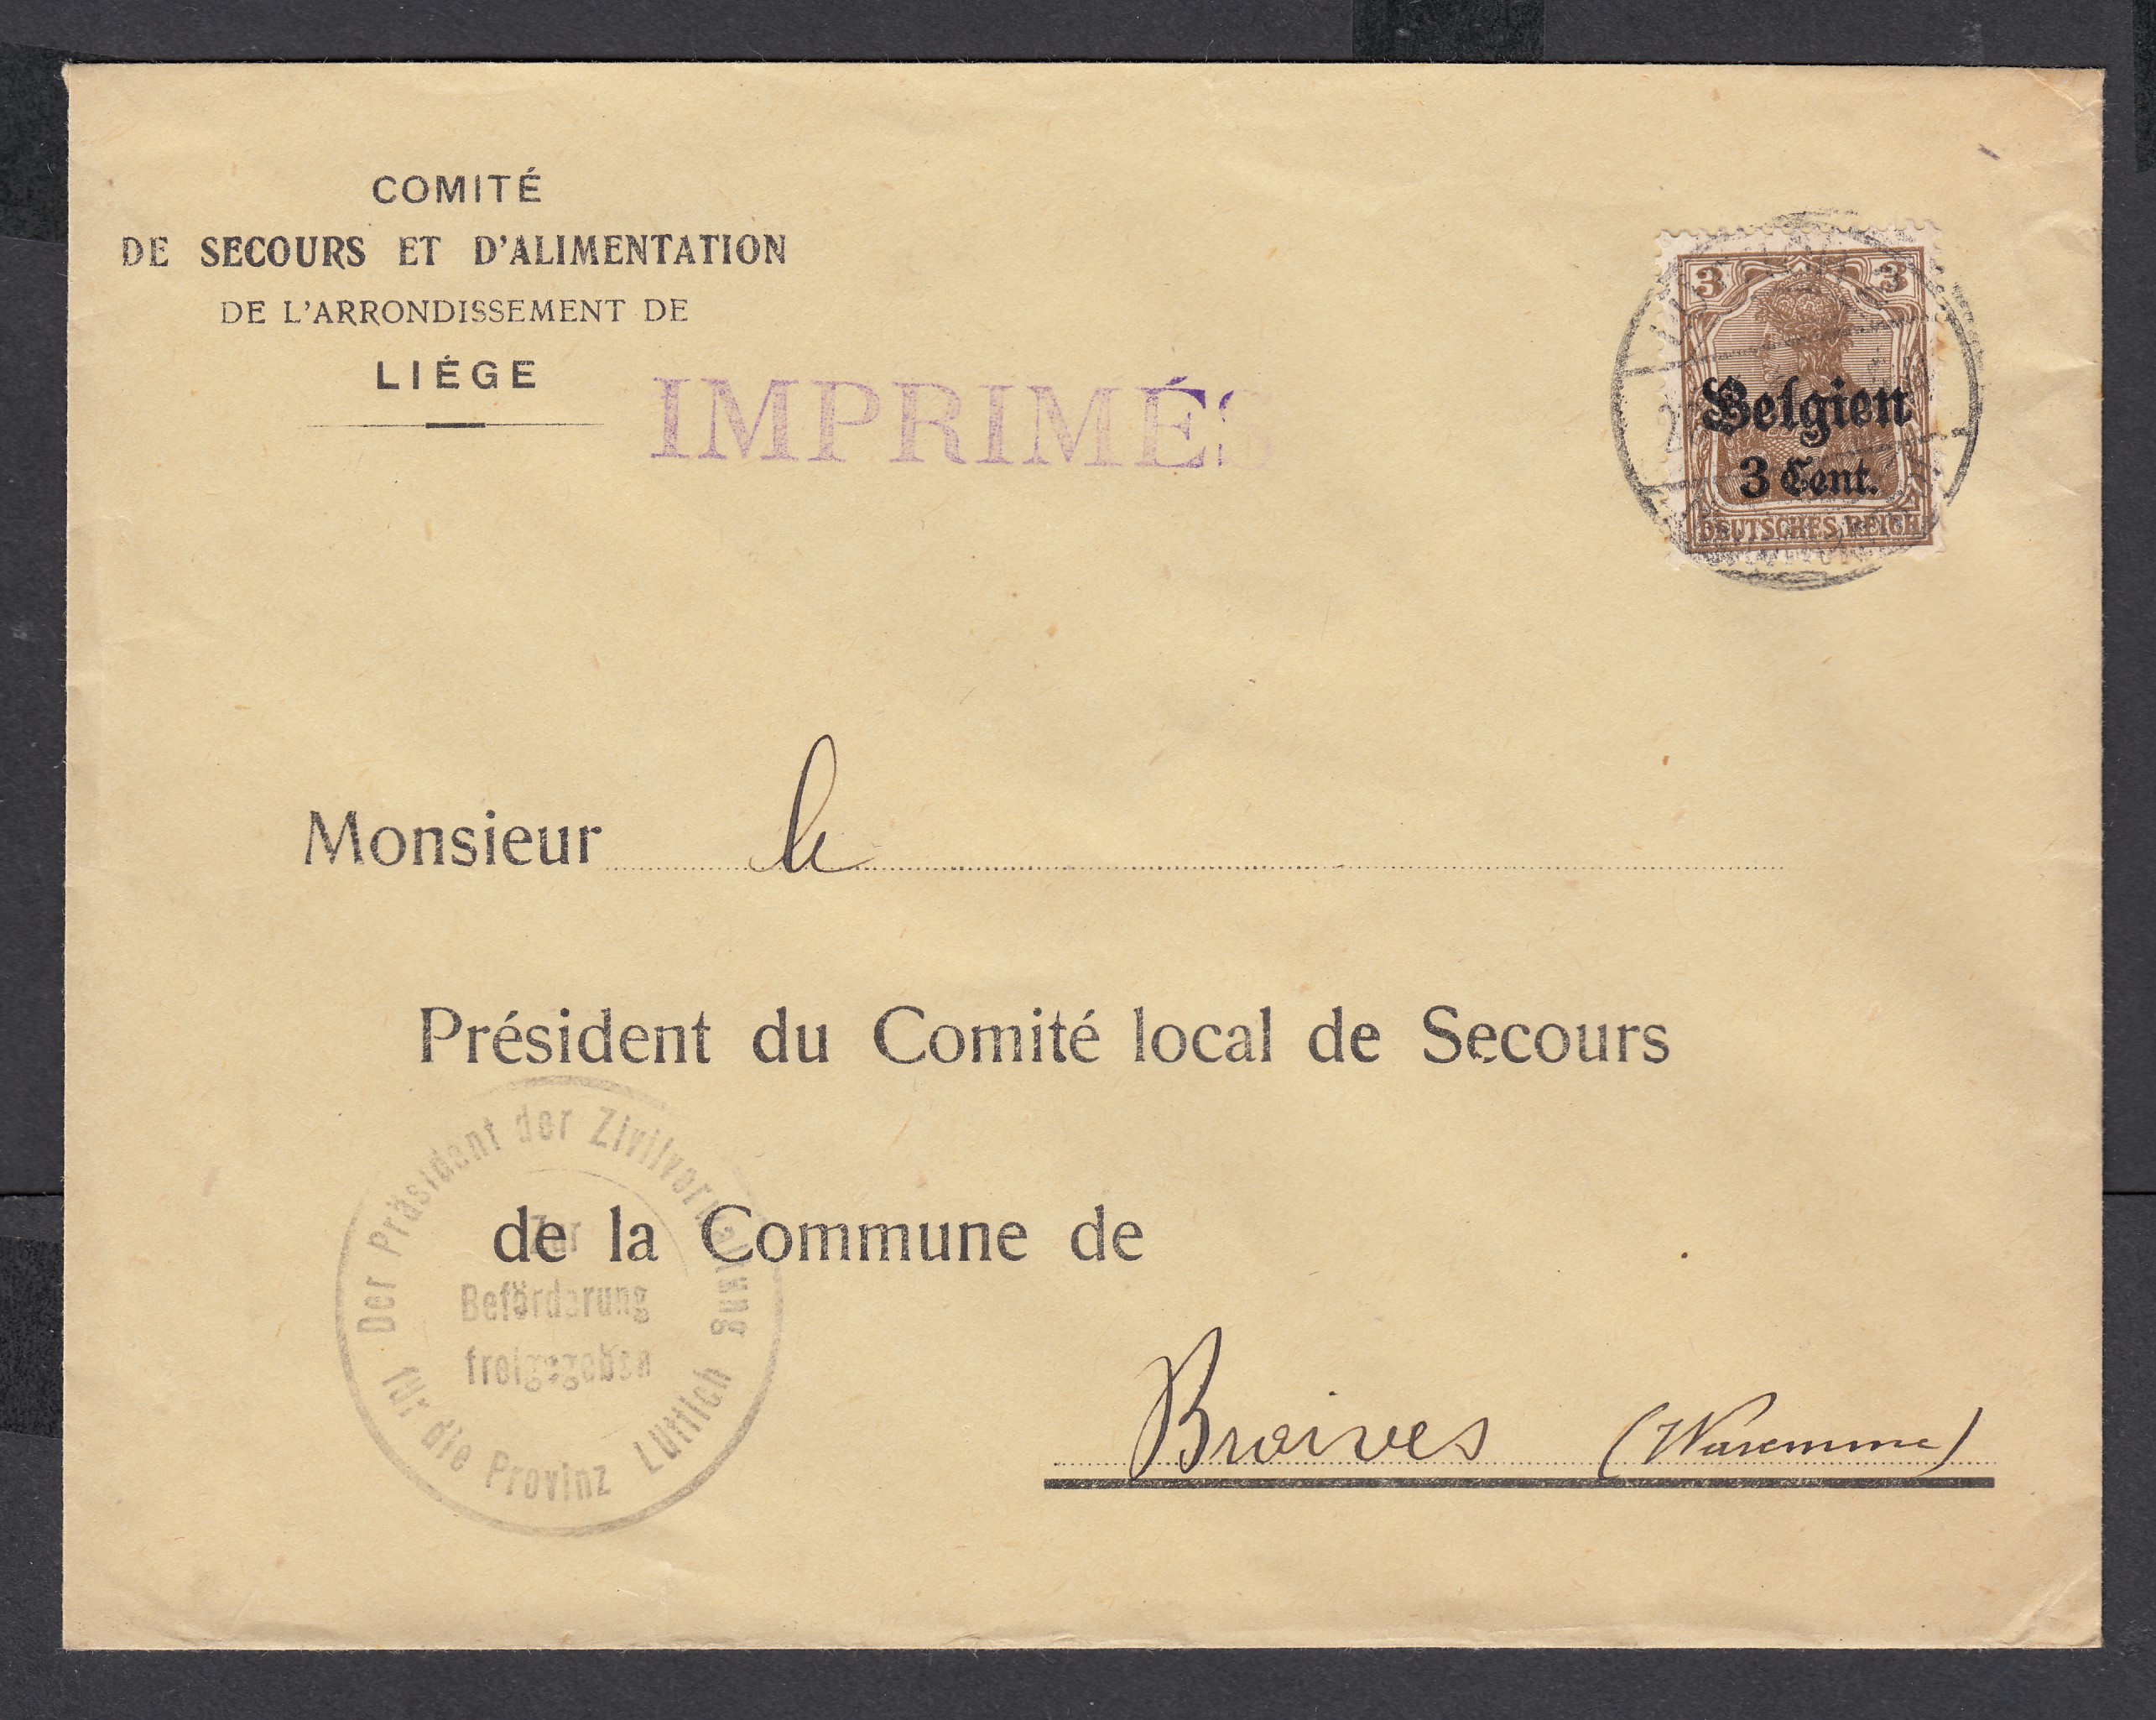 COMITÉ
DE SECOURS ET D'ALIMENTATION
DE L'ARRONDISSEMENT DE
LIÉGE
IMPRIMÉS
3 3
Belgien
3 Cent.
DEUTSCHES REICH
Monsieur le
Président du Comité local de Secours
de la Commune de
Braives (Waremme)
Der Präsident der Zivilverwaltung
für die Provinz Lüttich
Zur
Beförderung
freigegeben